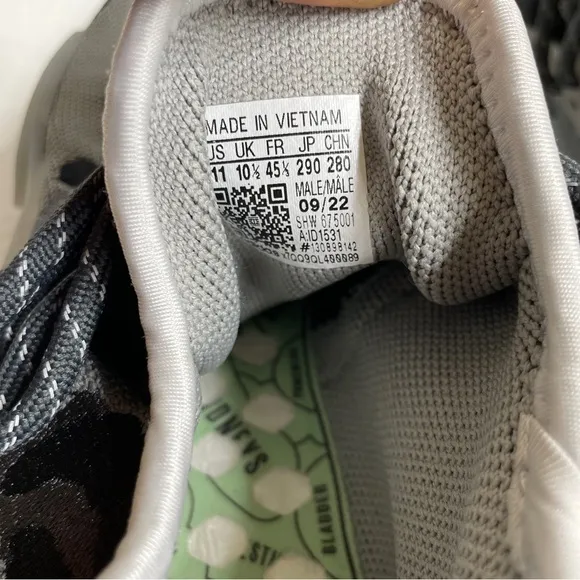 MADE IN VIETNAM
US UK FR JP CHN
11 10½ 45⅓ 290 280
MALE/MÂLE
09/22
SHW 675001
A:ID1531
#130898142
BLADDER